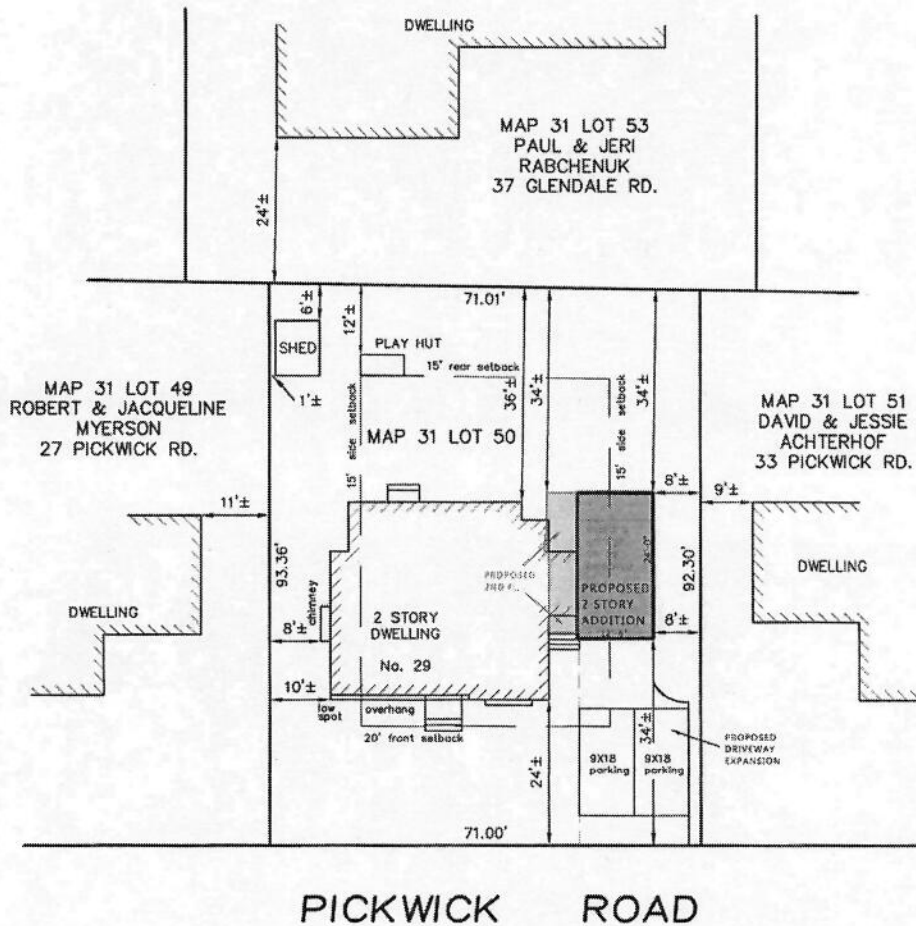 DWELLING
MAP 31 LOT 53
PAUL & JERI
RABCHENUK
37 GLENDALE RD.
24'±
71.01'
6'±
12'±
SHED
PLAY HUT
15' rear setback
1'±
15' side setback
36'±
34'±
15' side setback
34'±
MAP 31 LOT 49
ROBERT & JACQUELINE
MYERSON
27 PICKWICK RD.
MAP 31 LOT 50
MAP 31 LOT 51
DAVID & JESSIE
ACHTERHOF
33 PICKWICK RD.
11'±
8'±
9'±
93.36'
92.30'
24'-0"
DWELLING
chimney
8'±
2 STORY
DWELLING
No. 29
PROPOSED
2ND
PROPOSED
2 STORY
ADDITION
8'±
DWELLING
10'±
low
spot
overhang
20' front setback
24'±
34'±
9X18
parking
9X18
parking
PROPOSED
DRIVEWAY
EXPANSION
71.00'
PICKWICK ROAD